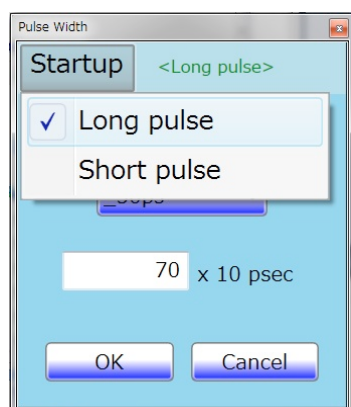 Pulse Width
Startup <Long pulse>
Long pulse
Short pulse
70 x 10 psec
OK Cancel